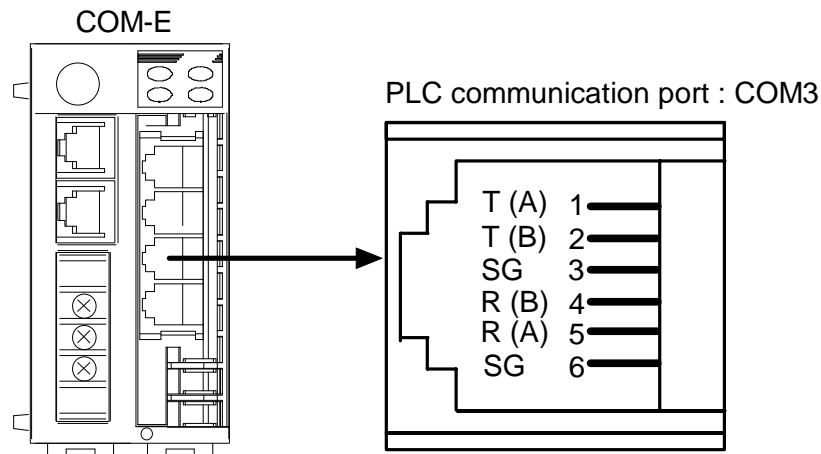 COM-E
PLC communication port : COM3
T (A) 1
T (B) 2
SG 3
R (B) 4
R (A) 5
SG 6